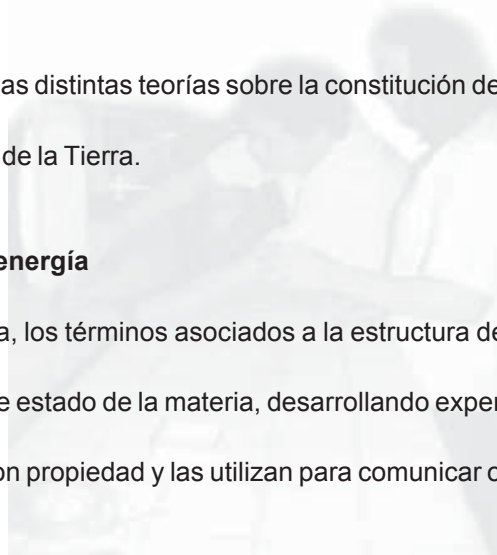 as distintas teorías sobre la constitución de
de la Tierra.
energía
a, los términos asociados a la estructura de
e estado de la materia, desarrollando exper
on propiedad y las utilizan para comunicar